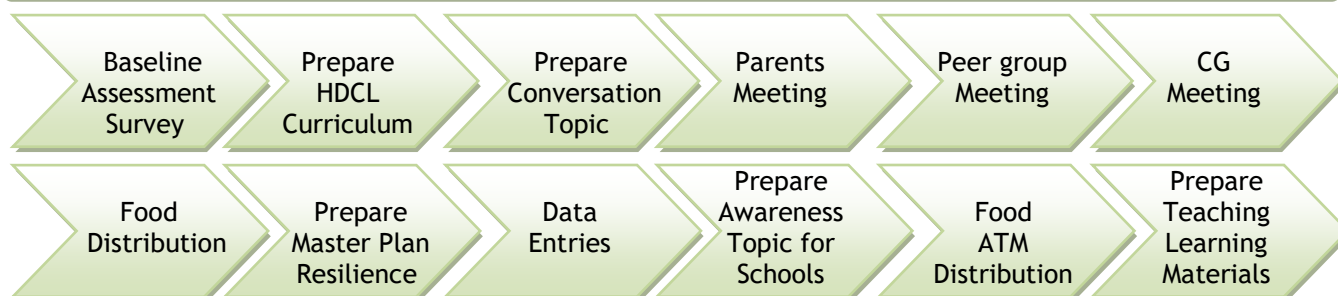 Baseline
Assessment
Survey
Prepare
HDCL
Curriculum
Prepare
Conversation
Topic
Parents
Meeting
Peer group
Meeting
CG
Meeting
Food
Distribution
Prepare
Master Plan
Resilience
Data
Entries
Prepare
Awareness
Topic for
Schools
Food
ATM
Distribution
Prepare
Teaching
Learning
Materials